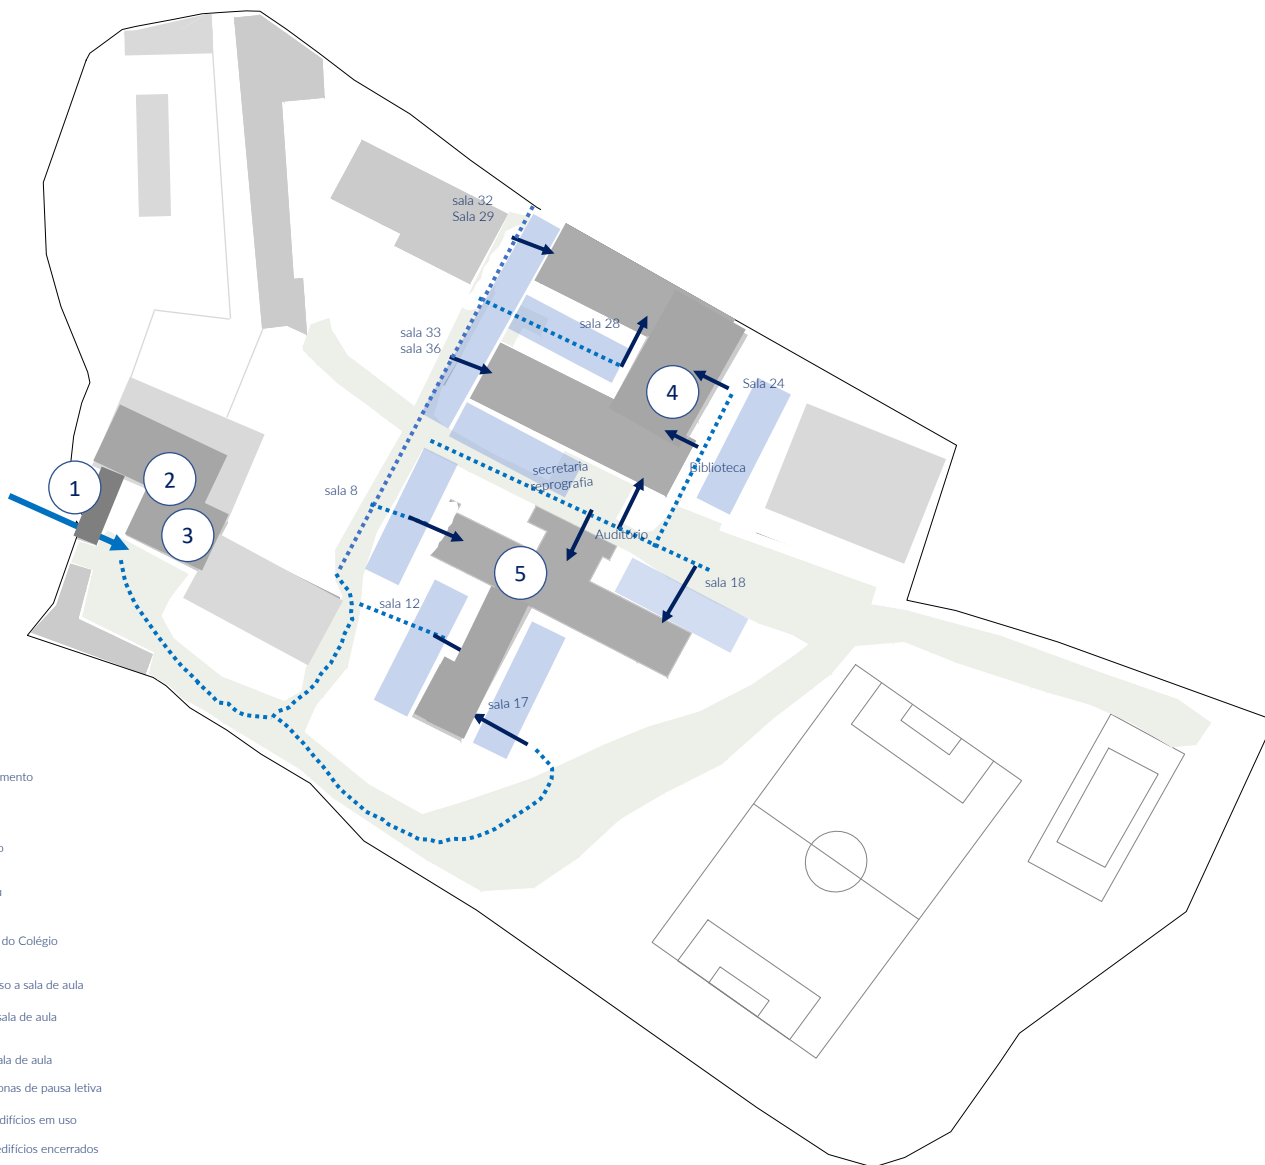 sala 32
Sala 29
sala 28
sala 33
sala 36
4
Sala 24
1
2
secretaria
reprografia
Biblioteca
sala 8
3
Auditório
5
sala 18
sala 12
sala 17
mento
o
do Colégio
so a sala de aula
sala de aula
ala de aula
onas de pausa letiva
difícios em uso
edifícios encerrados